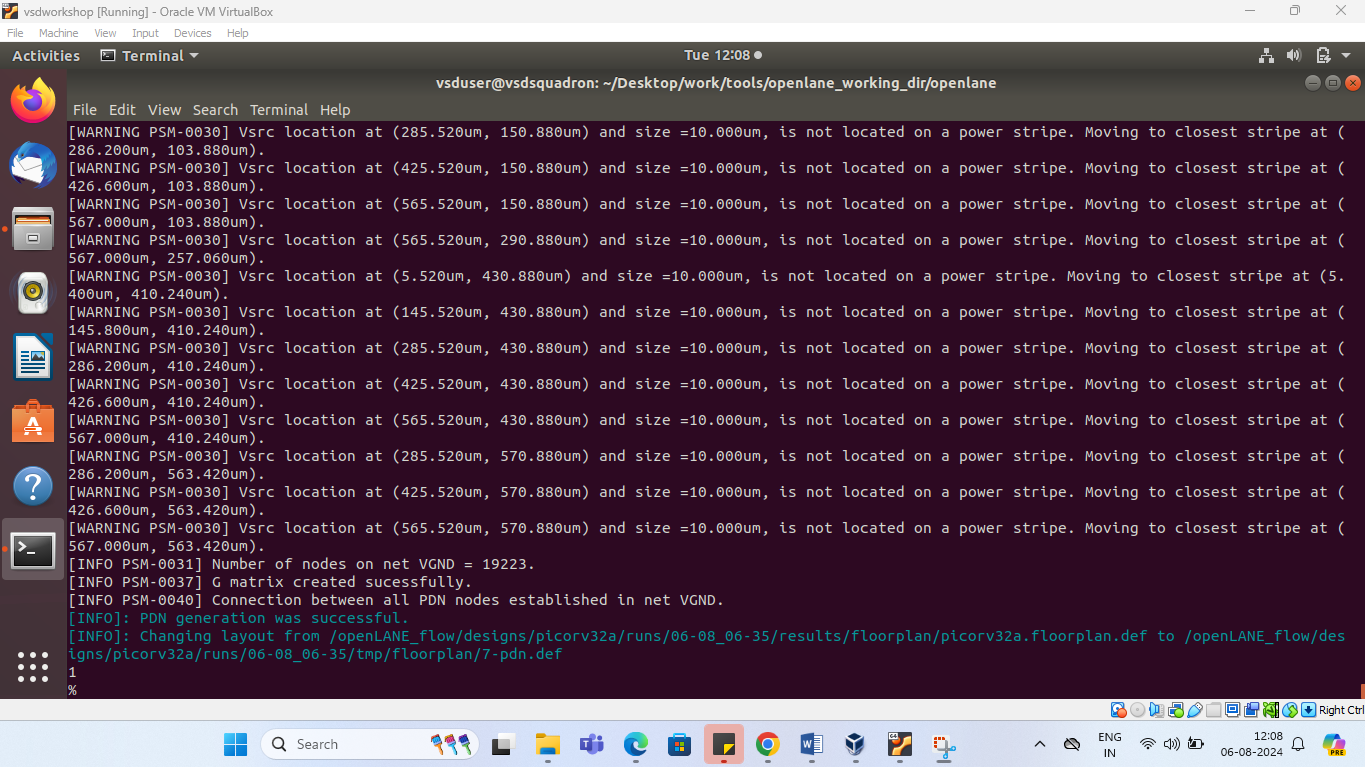 vsdworkshop [Running] - Oracle VM VirtualBox
File Machine View Input Devices Help
Activities Terminal Tue 12:08
vsduser@vsdsquadron: ~/Desktop/work/tools/openlane_working_dir/openlane
File Edit View Search Terminal Help
[WARNING PSM-0030] Vsrc location at (285.520um, 150.880um) and size =10.000um, is not located on a power stripe. Moving to closest stripe at (
286.200um, 103.880um).
[WARNING PSM-0030] Vsrc location at (425.520um, 150.880um) and size =10.000um, is not located on a power stripe. Moving to closest stripe at (
426.600um, 103.880um).
[WARNING PSM-0030] Vsrc location at (565.520um, 150.880um) and size =10.000um, is not located on a power stripe. Moving to closest stripe at (
567.000um, 103.880um).
[WARNING PSM-0030] Vsrc location at (565.520um, 290.880um) and size =10.000um, is not located on a power stripe. Moving to closest stripe at (
567.000um, 257.060um).
[WARNING PSM-0030] Vsrc location at (5.520um, 430.880um) and size =10.000um, is not located on a power stripe. Moving to closest stripe at (5.
400um, 410.240um).
[WARNING PSM-0030] Vsrc location at (145.520um, 430.880um) and size =10.000um, is not located on a power stripe. Moving to closest stripe at (
145.800um, 410.240um).
[WARNING PSM-0030] Vsrc location at (285.520um, 430.880um) and size =10.000um, is not located on a power stripe. Moving to closest stripe at (
286.200um, 410.240um).
[WARNING PSM-0030] Vsrc location at (425.520um, 430.880um) and size =10.000um, is not located on a power stripe. Moving to closest stripe at (
426.600um, 410.240um).
[WARNING PSM-0030] Vsrc location at (565.520um, 430.880um) and size =10.000um, is not located on a power stripe. Moving to closest stripe at (
567.000um, 410.240um).
[WARNING PSM-0030] Vsrc location at (285.520um, 570.880um) and size =10.000um, is not located on a power stripe. Moving to closest stripe at (
286.200um, 563.420um).
[WARNING PSM-0030] Vsrc location at (425.520um, 570.880um) and size =10.000um, is not located on a power stripe. Moving to closest stripe at (
426.600um, 563.420um).
[WARNING PSM-0030] Vsrc location at (565.520um, 570.880um) and size =10.000um, is not located on a power stripe. Moving to closest stripe at (
567.000um, 563.420um).
[INFO PSM-0031] Number of nodes on net VGND = 19223.
[INFO PSM-0037] G matrix created sucessfully.
[INFO PSM-0040] Connection between all PDN nodes established in net VGND.
[INFO]: PDN generation was successful.
[INFO]: Changing layout from /openLANE_flow/designs/picorv32a/runs/06-08_06-35/results/floorplan/picorv32a.floorplan.def to /openLANE_flow/des
igns/picorv32a/runs/06-08_06-35/tmp/floorplan/7-pdn.def
1
%
Right Ctrl
Search
ENG
IN
12:08
06-08-2024
PRE